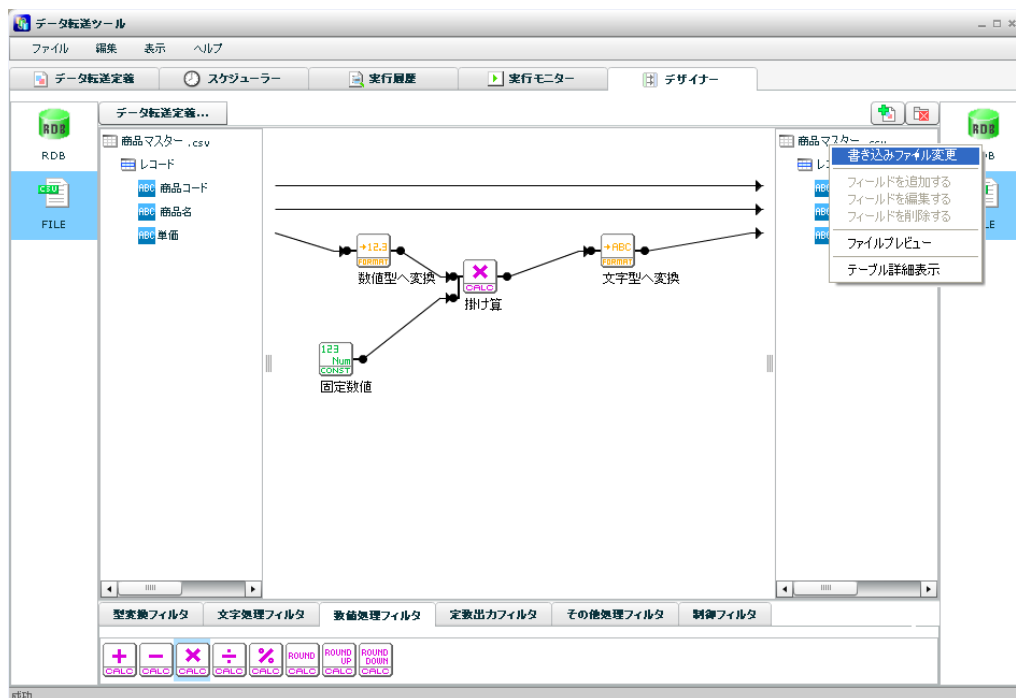 データ転送ツール
ファイル 編集 表示 ヘルプ
データ転送定義 スケジューラー 実行履歴 実行モニター デザイナー
データ転送定義...
RDB
RDB
FILE
CSV
商品マスター .csv
レコード
ABC 商品コード
ABC 商品名
ABC 単価
→12.3
FORMAT
数値型へ変換
CALC
掛け算
→ABC
FORMAT
文字型へ変換
123
Num
CONST
固定数値
商品マスター .csv
書き込みファイル変更
フィールドを追加する
フィールドを編集する
フィールドを削除する
ファイルプレビュー
テーブル詳細表示
RDB
型変換フィルタ 文字処理フィルタ 数値処理フィルタ 定数出力フィルタ その他処理フィルタ 制御フィルタ
+ CALC
− CALC
× CALC
÷ CALC
% CALC
ROUND CALC
ROUND UP CALC
ROUND DOWN CALC